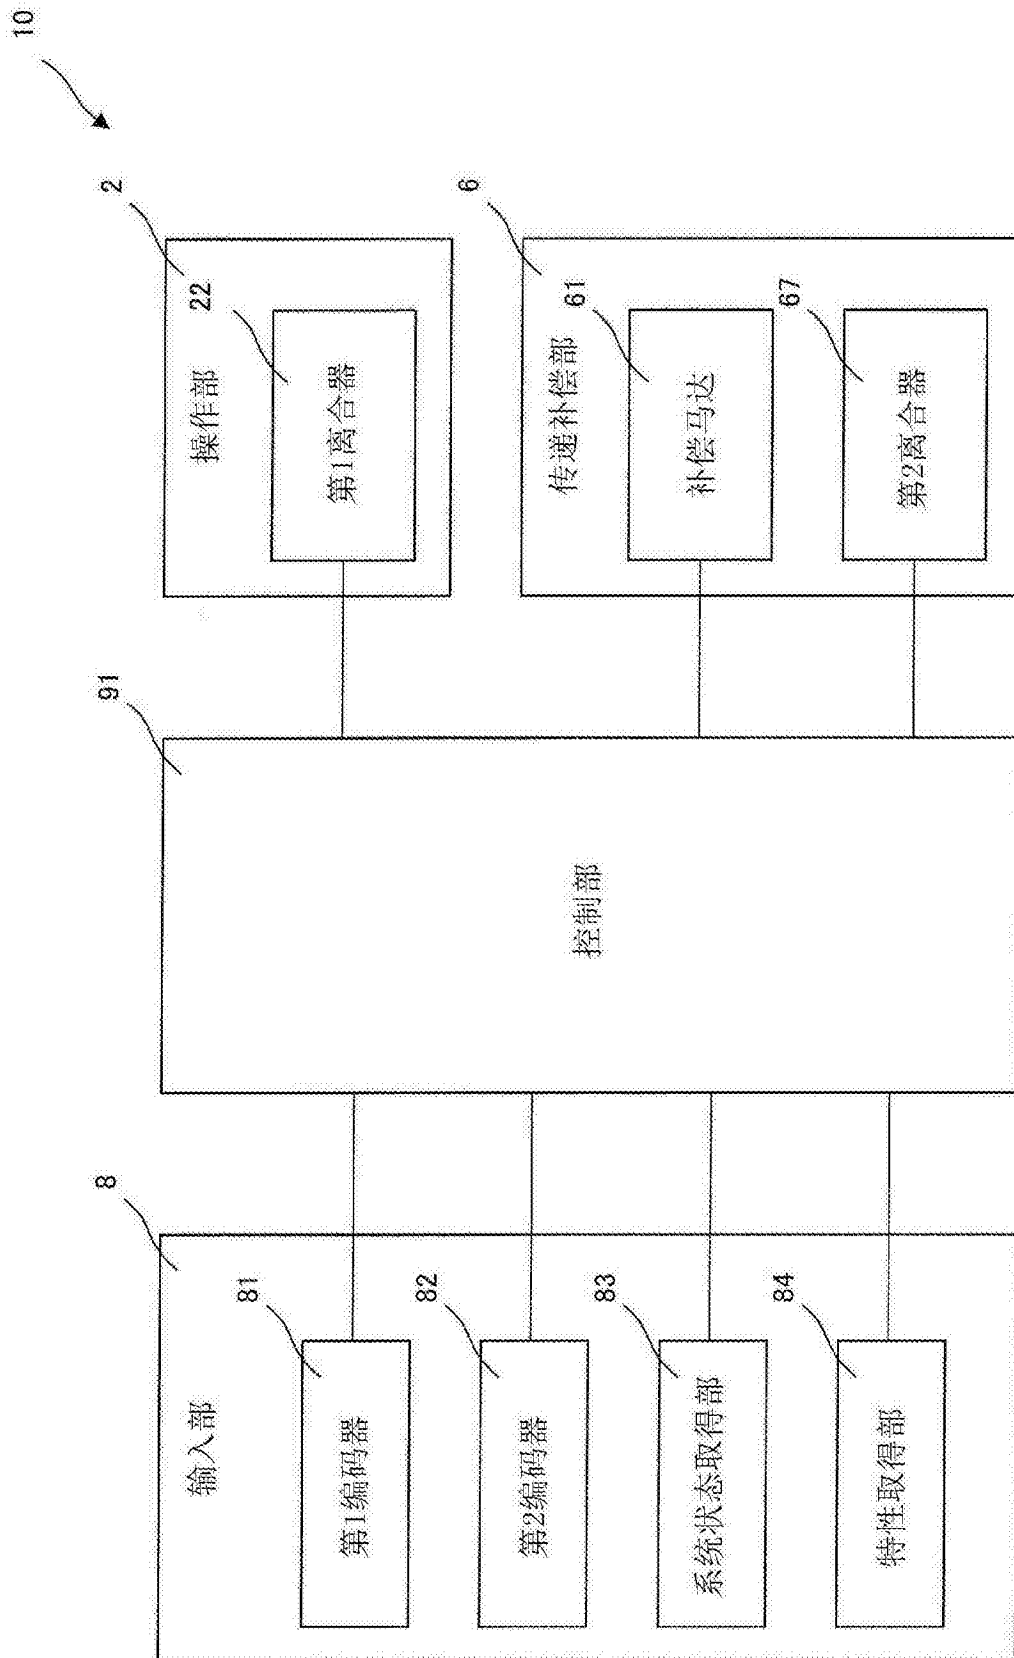 10
8
输入部
81
第1编码器
82
第2编码器
83
系统状态取得部
84
特性取得部
91
控制部
2
操作部
22
第1离合器
6
传递补偿部
61
补偿马达
67
第2离合器